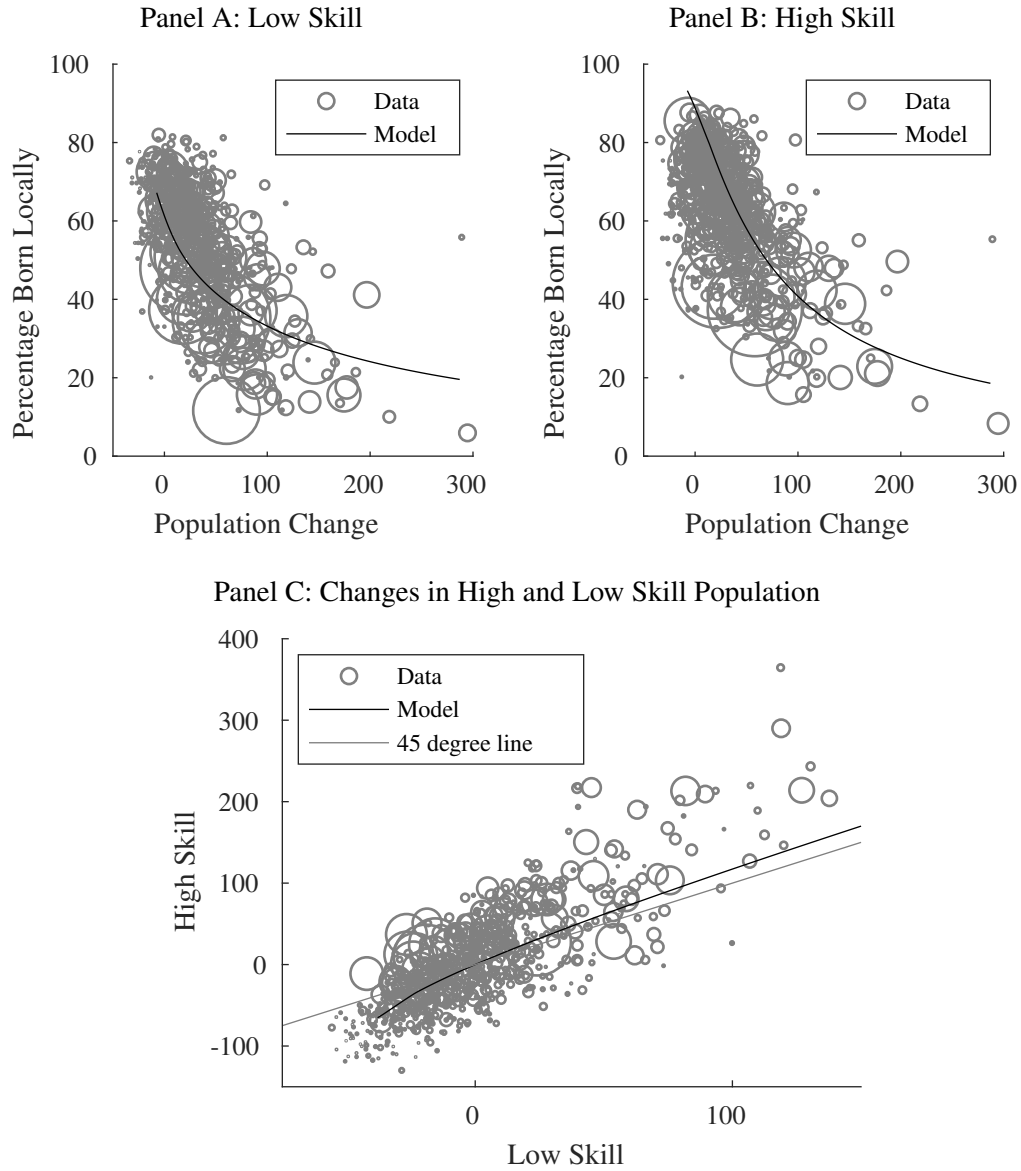 Panel A: Low Skill
100
80
60
40
20
0
Percentage Born Locally
Data
Model
0
100
200
300
Population Change
Panel B: High Skill
100
80
60
40
20
0
Percentage Born Locally
Data
Model
0
100
200
300
Population Change
Panel C: Changes in High and Low Skill Population
400
300
200
100
0
-100
High Skill
Data
Model
45 degree line
0
100
Low Skill